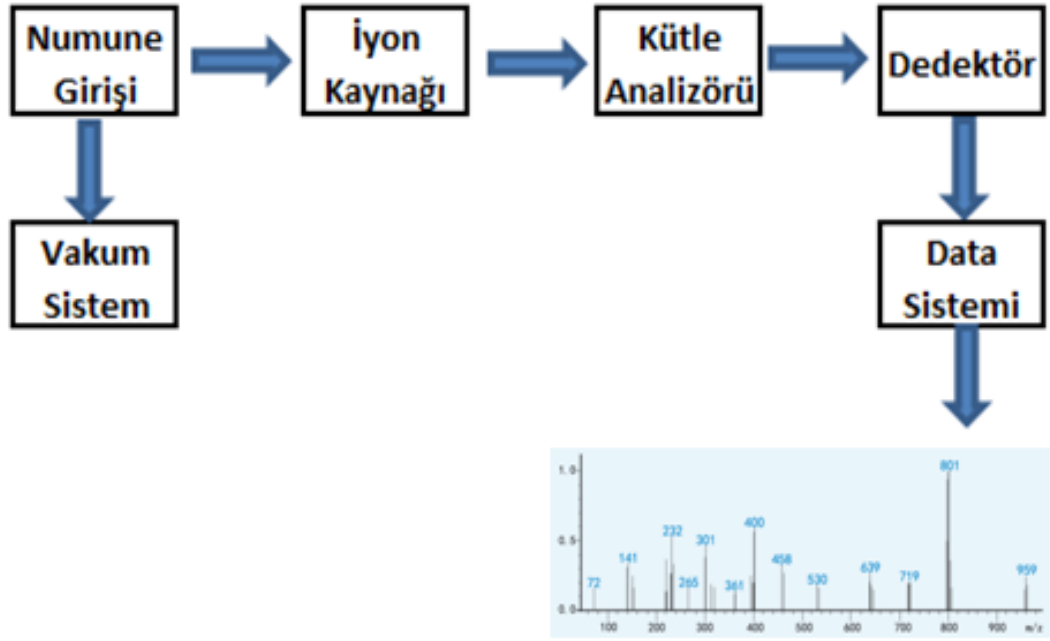 Numune
Girişi
İyon
Kaynağı
Kütle
Analizörü
Dedektör
Vakum
Sistem
Data
Sistemi
1.0
0.5
0.0
72
141
232
265
301
361
400
458
530
639
719
801
959
100 200 300 400 500 600 700 800 900 m/z